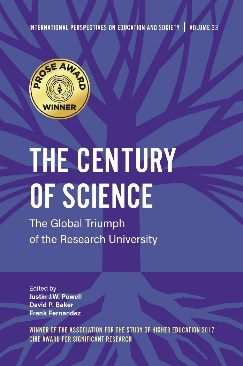 INTERNATIONAL PERSPECTIVES ON EDUCATION AND SOCIETY | VOLUME 33
PROSE AWARD
WINNER
THE CENTURY
OF SCIENCE
The Global Triumph
of the Research University
Edited by
Justin J.W. Powell
David P. Baker
Frank Fernandez
WINNER OF THE ASSOCIATION FOR THE STUDY OF HIGHER EDUCATION 2017
CIHE AWARD FOR SIGNIFICANT RESEARCH